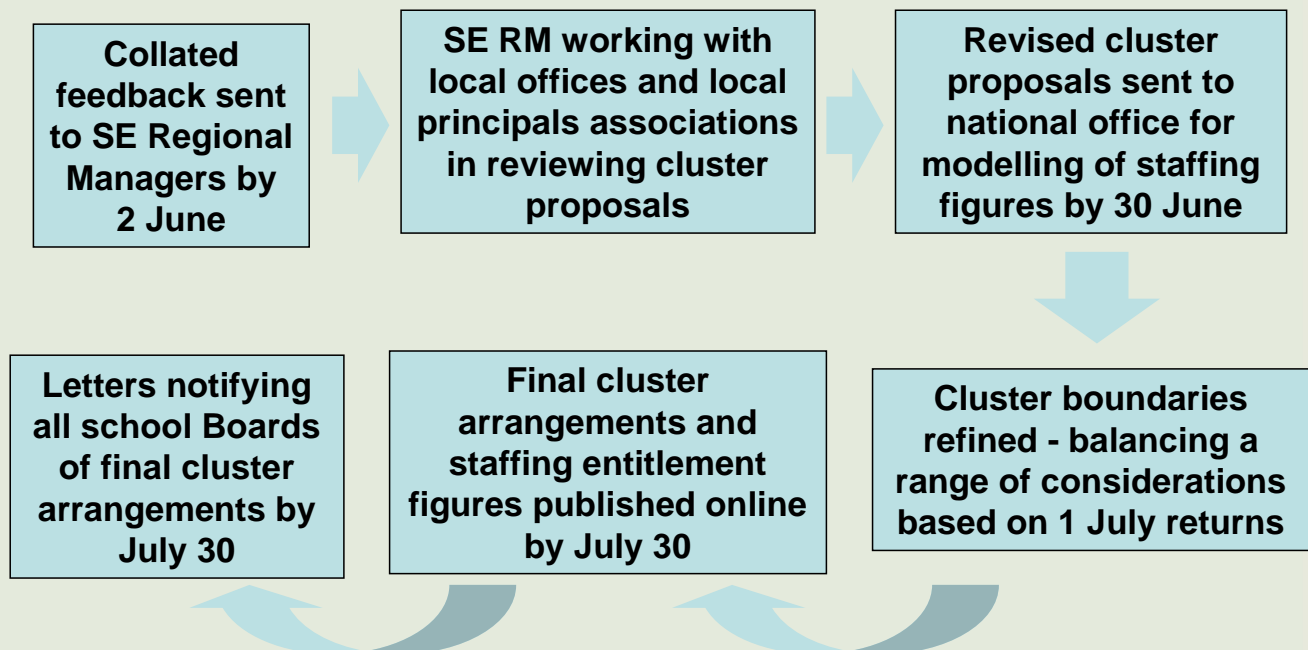 Collated
feedback sent
to SE Regional
Managers by
2 June
SE RM working with
local offices and local
principals associations
in reviewing cluster
proposals
Revised cluster
proposals sent to
national office for
modelling of staffing
figures by 30 June
Cluster boundaries
refined - balancing a
range of considerations
based on 1 July returns
Final cluster
arrangements and
staffing entitlement
figures published online
by July 30
Letters notifying
all school Boards
of final cluster
arrangements by
July 30